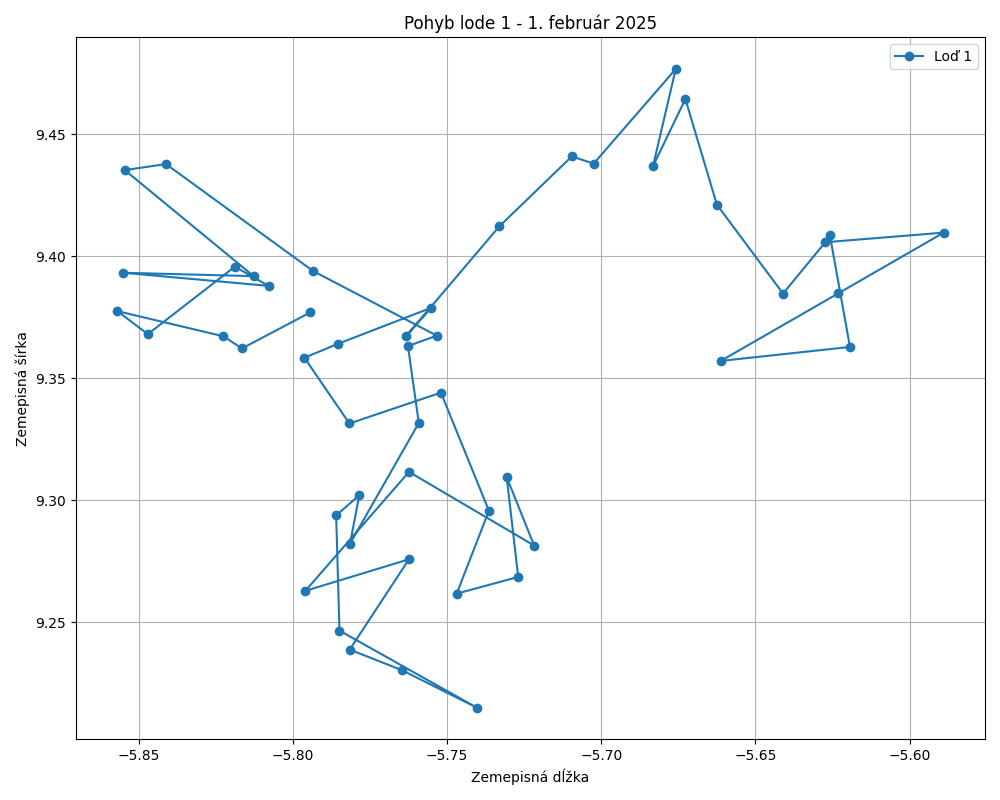 Pohyb lode 1 - 1. február 2025
Loď 1
9.45
9.40
9.35
9.30
9.25
Zemepisná šírka
−5.85 −5.80 −5.75 −5.70 −5.65 −5.60
Zemepisná dĺžka